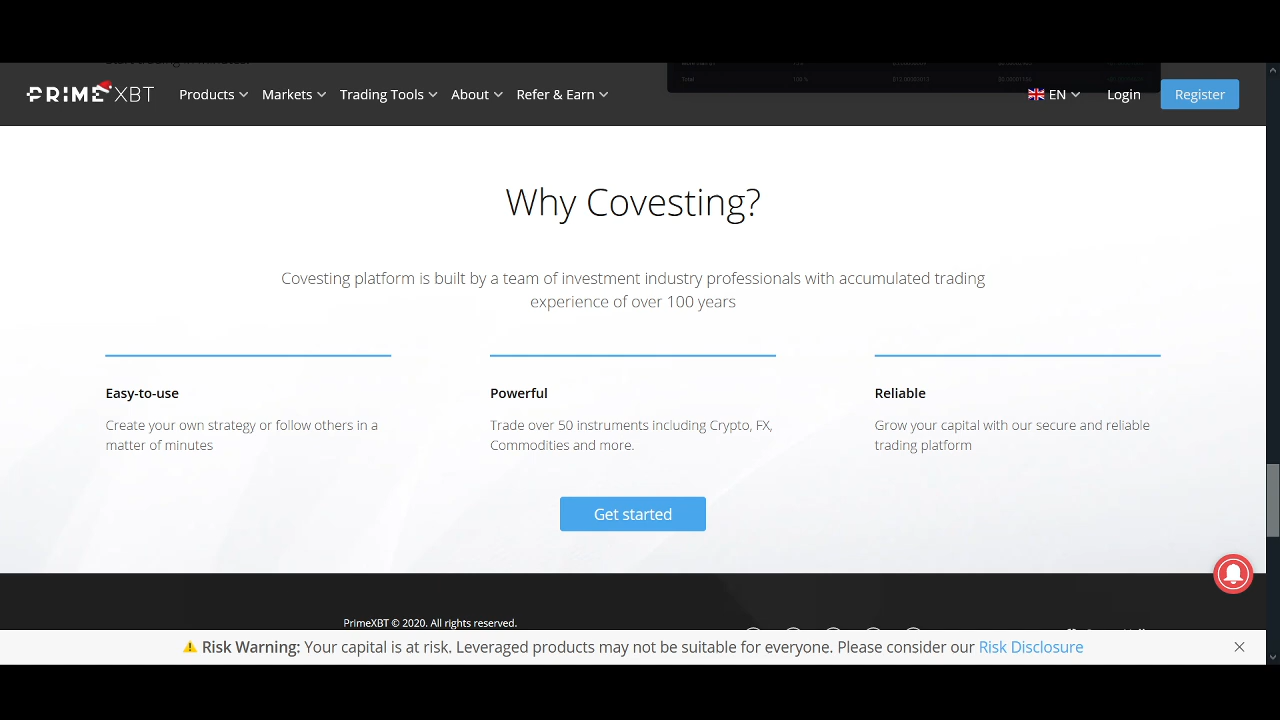 Total 100 %
PRIME XBT Products Markets Trading Tools About Refer & Earn EN Login Register
Why Covesting?
Covesting platform is built by a team of investment industry professionals with accumulated trading
experience of over 100 years
Easy-to-use
Create your own strategy or follow others in a
matter of minutes
Powerful
Trade over 50 instruments including Crypto, FX,
Commodities and more.
Reliable
Grow your capital with our secure and reliable
trading platform
Get started
PrimeXBT © 2020. All rights reserved.
Risk Warning: Your capital is at risk. Leveraged products may not be suitable for everyone. Please consider our Risk Disclosure